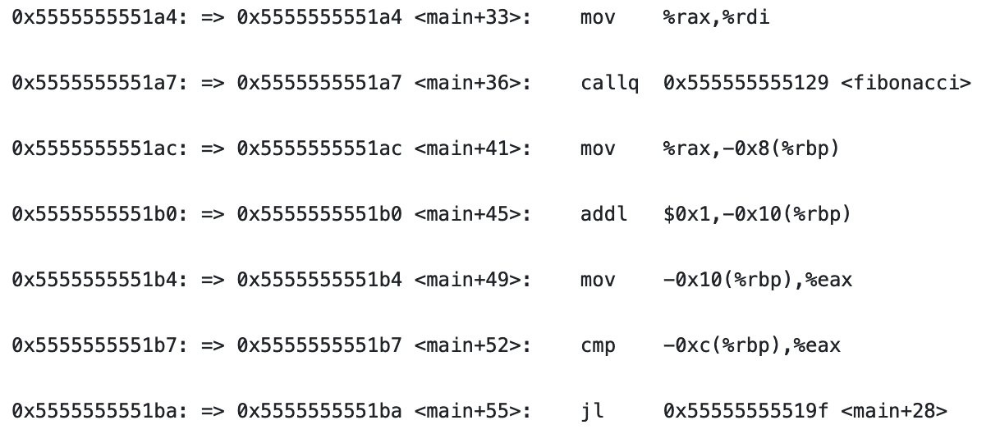 0x5555555551a4: => 0x5555555551a4 <main+33>: mov %rax,%rdi
0x5555555551a7: => 0x5555555551a7 <main+36>: callq 0x555555555129 <fibonacci>
0x5555555551ac: => 0x5555555551ac <main+41>: mov %rax,-0x8(%rbp)
0x5555555551b0: => 0x5555555551b0 <main+45>: addl $0x1,-0x10(%rbp)
0x5555555551b4: => 0x5555555551b4 <main+49>: mov -0x10(%rbp),%eax
0x5555555551b7: => 0x5555555551b7 <main+52>: cmp -0xc(%rbp),%eax
0x5555555551ba: => 0x5555555551ba <main+55>: jl 0x55555555519f <main+28>